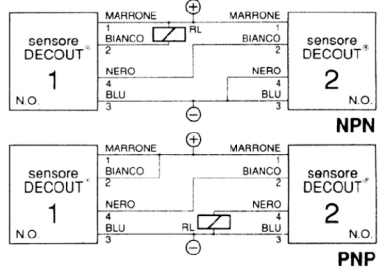 +
MARRONE MARRONE
1 RL 1
BIANCO BIANCO
2 2
sensore sensore
DECOUT® DECOUT®
1 2
NERO NERO
4 4
BLU BLU
N.O. 3 3 N.O.
−
NPN
+
MARRONE MARRONE
1 1
BIANCO BIANCO
2 2
sensore sensore
DECOUT® DECOUT®
1 2
NERO NERO
4 4
BLU RL BLU
N.O. 3 3 N.O.
−
PNP